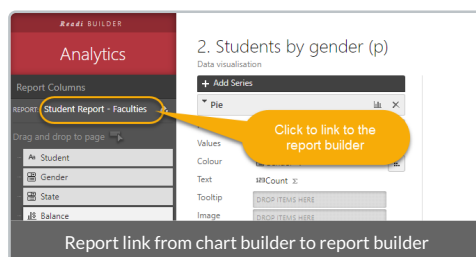 Readi BUILDER
Analytics
Report Columns
REPORT: Student Report - Faculties
Drag and drop to page
Student
Gender
State
Balance
2. Students by gender (p)
Data visualisation
+ Add Series
Pie
Values
Colour
Text
123Count Σ
Tooltip
DROP ITEMS HERE
Image
DROP ITEMS HERE
Click to link to the
report builder
Report link from chart builder to report builder